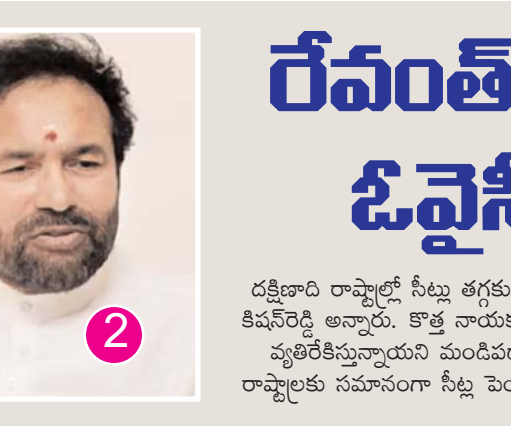 రేవంత్
ఓవైసీ
దక్షిణాది రాష్ట్రాల్లో సీట్లు తగ్గకు
కిషన్‌రెడ్డి అన్నారు. కొత్త నాయక
వ్యతిరేకిస్తున్నాయని మండిపడ
రాష్ట్రాలకు సమానంగా సీట్ల పెం
2